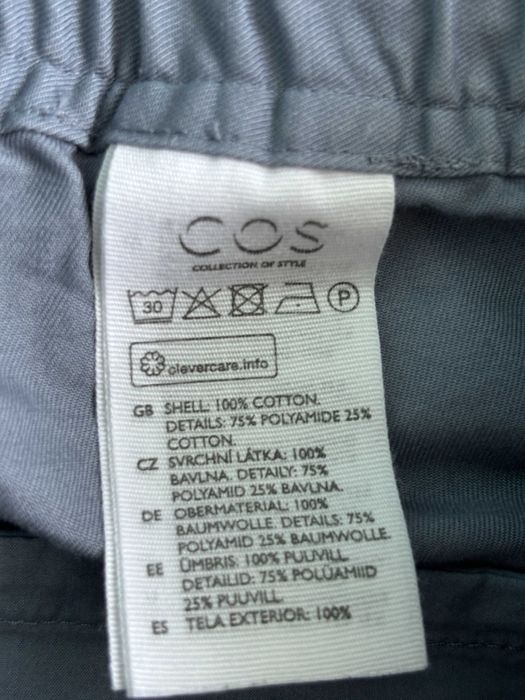 COS
COLLECTION OF STYLE
30
P
clevercare.info
GB SHELL: 100% COTTON.
DETAILS: 75% POLYAMIDE 25%
COTTON.
CZ SVRCHNÍ LÁTKA: 100%
BAVLNA. DETAILY: 75%
POLYAMID 25% BAVLNA.
DE OBERMATERIAL: 100%
BAUMWOLLE. DETAILS: 75%
POLYAMID 25% BAUMWOLLE.
EE ÜMBRIS: 100% PUUVILL.
DETAILID: 75% POLÜAMIID
25% PUUVILL.
ES TELA EXTERIOR: 100%